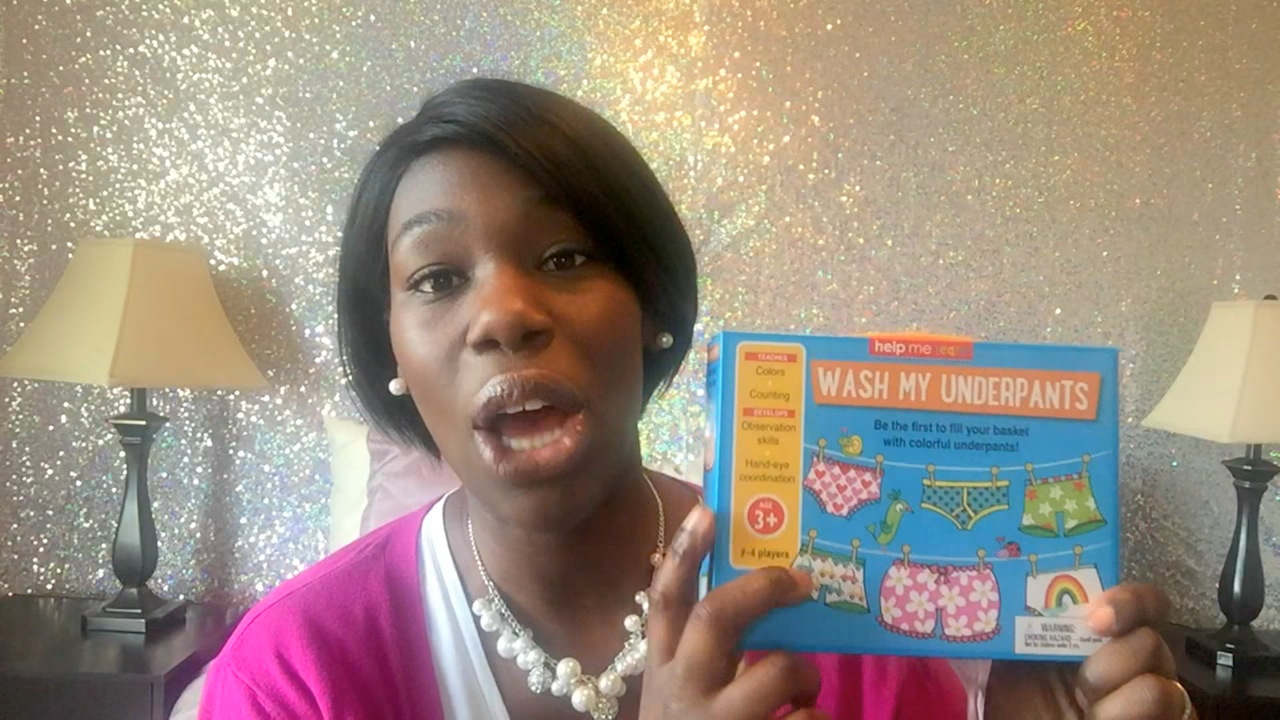 help me
WASH MY UNDERPANTS
Be the first to fill your basket
with colorful underpants!
TEACHES
Colors
Counting
DEVELOPS
Observation
skills
Hand-eye
coordination
AGE
3+
2-4 players
WARNING:
CHOKING HAZARD